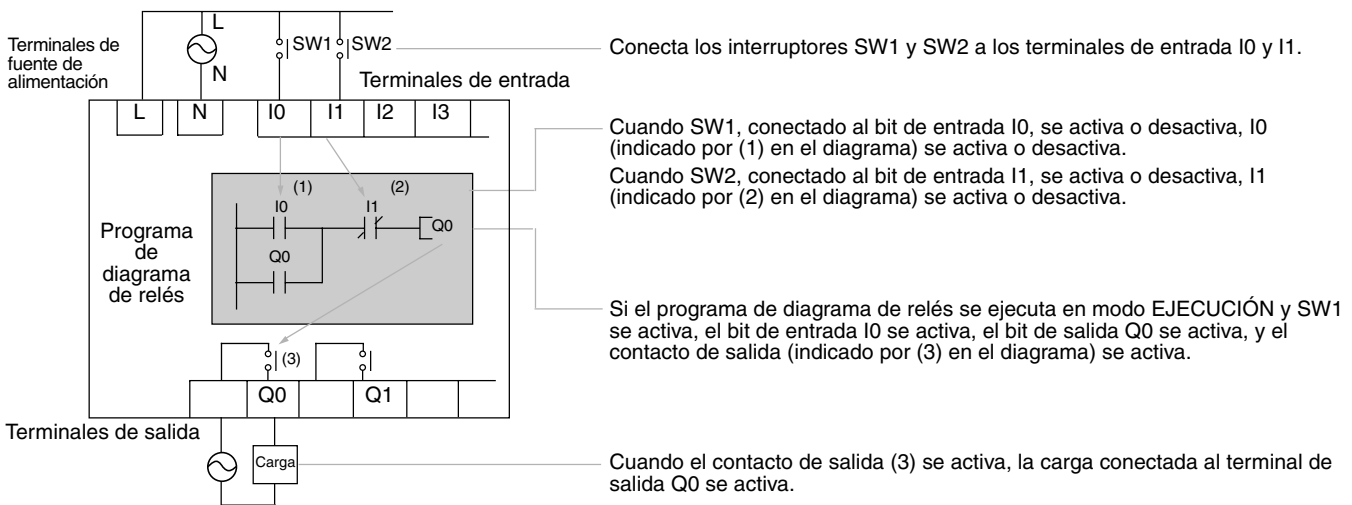 L
SW1 SW2
Terminales de
fuente de
alimentación
N
Conecta los interruptores SW1 y SW2 a los terminales de entrada I0 y I1.
Terminales de entrada
L N I0 I1 I2 I3
Cuando SW1, conectado al bit de entrada I0, se activa o desactiva, I0
(indicado por (1) en el diagrama) se activa o desactiva.
Cuando SW2, conectado al bit de entrada I1, se activa o desactiva, I1
(indicado por (2) en el diagrama) se activa o desactiva.
(1) (2)
I0 I1
Q0
Q0
Programa
de
diagrama
de relés
Si el programa de diagrama de relés se ejecuta en modo EJECUCIÓN y SW1
se activa, el bit de entrada I0 se activa, el bit de salida Q0 se activa, y el
contacto de salida (indicado por (3) en el diagrama) se activa.
(3)
Q0 Q1
Terminales de salida
Carga
Cuando el contacto de salida (3) se activa, la carga conectada al terminal de
salida Q0 se activa.